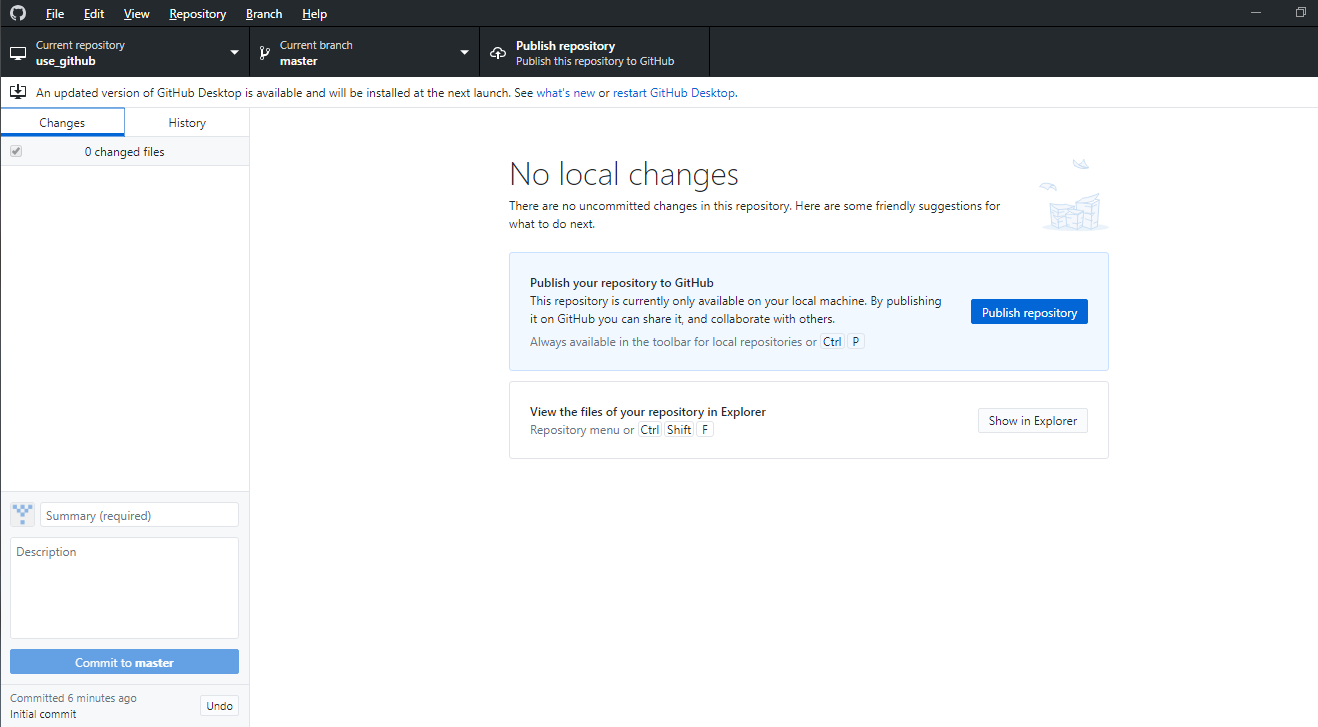 File Edit View Repository Branch Help
Current repository
use_github
Current branch
master
Publish repository
Publish this repository to GitHub
An updated version of GitHub Desktop is available and will be installed at the next launch. See what's new or restart GitHub Desktop.
Changes
History
0 changed files
No local changes
There are no uncommitted changes in this repository. Here are some friendly suggestions for
what to do next.
Publish your repository to GitHub
This repository is currently only available on your local machine. By publishing
it on GitHub you can share it, and collaborate with others.
Always available in the toolbar for local repositories or Ctrl P
Publish repository
View the files of your repository in Explorer
Repository menu or Ctrl Shift F
Show in Explorer
Summary (required)
Description
Commit to master
Committed 6 minutes ago
Initial commit
Undo